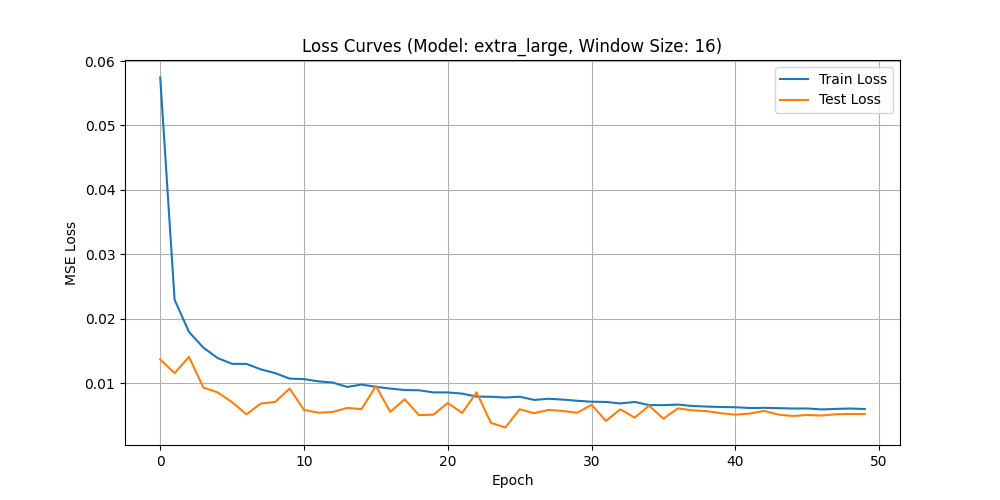 Loss Curves (Model: extra_large, Window Size: 16)
0.06
0.05
0.04
0.03
0.02
0.01
MSE Loss
Train Loss
Test Loss
0 10 20 30 40 50
Epoch